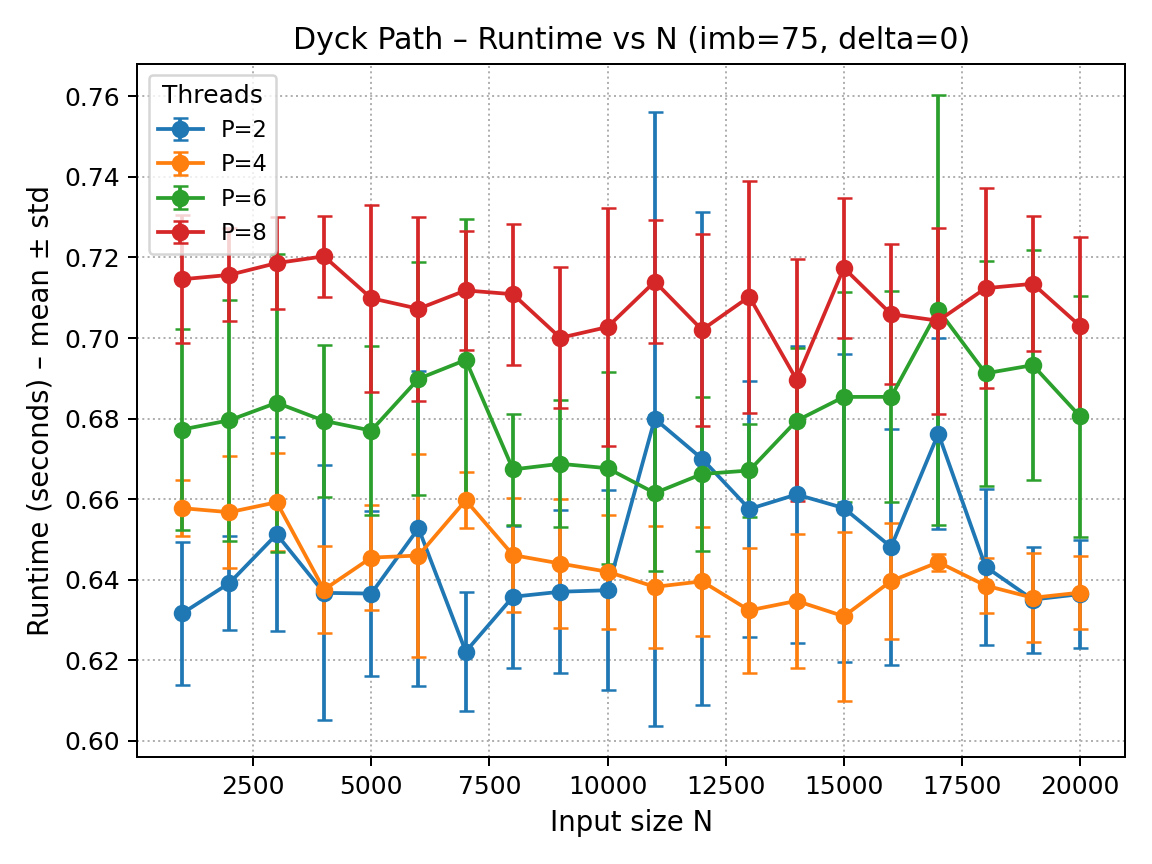 Dyck Path – Runtime vs N (imb=75, delta=0)
Runtime (seconds) – mean ± std
0.76
0.74
0.72
0.70
0.68
0.66
0.64
0.62
0.60
Threads
P=2
P=4
P=6
P=8
2500 5000 7500 10000 12500 15000 17500 20000
Input size N